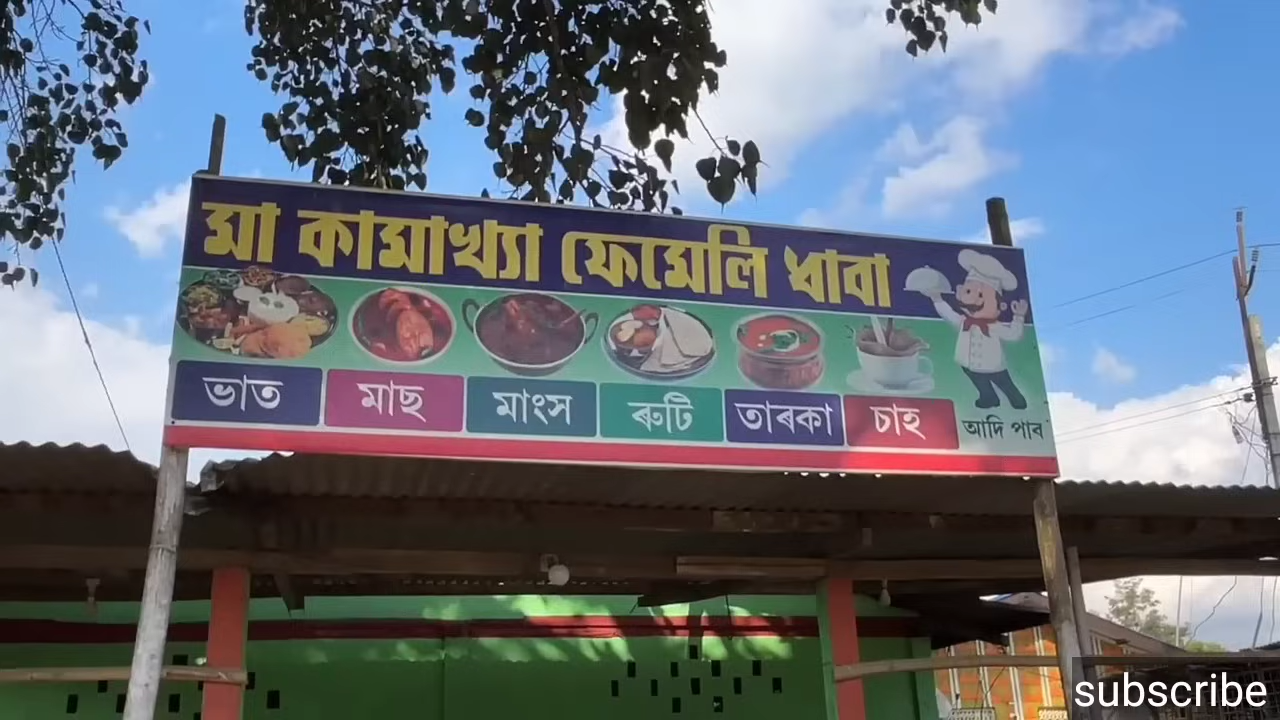 মা কামাখ্যা ফেমেলি ধাবা
ভাত মাছ মাংস ৰুটি তাৰকা চাহ আদি পাব
subscribe